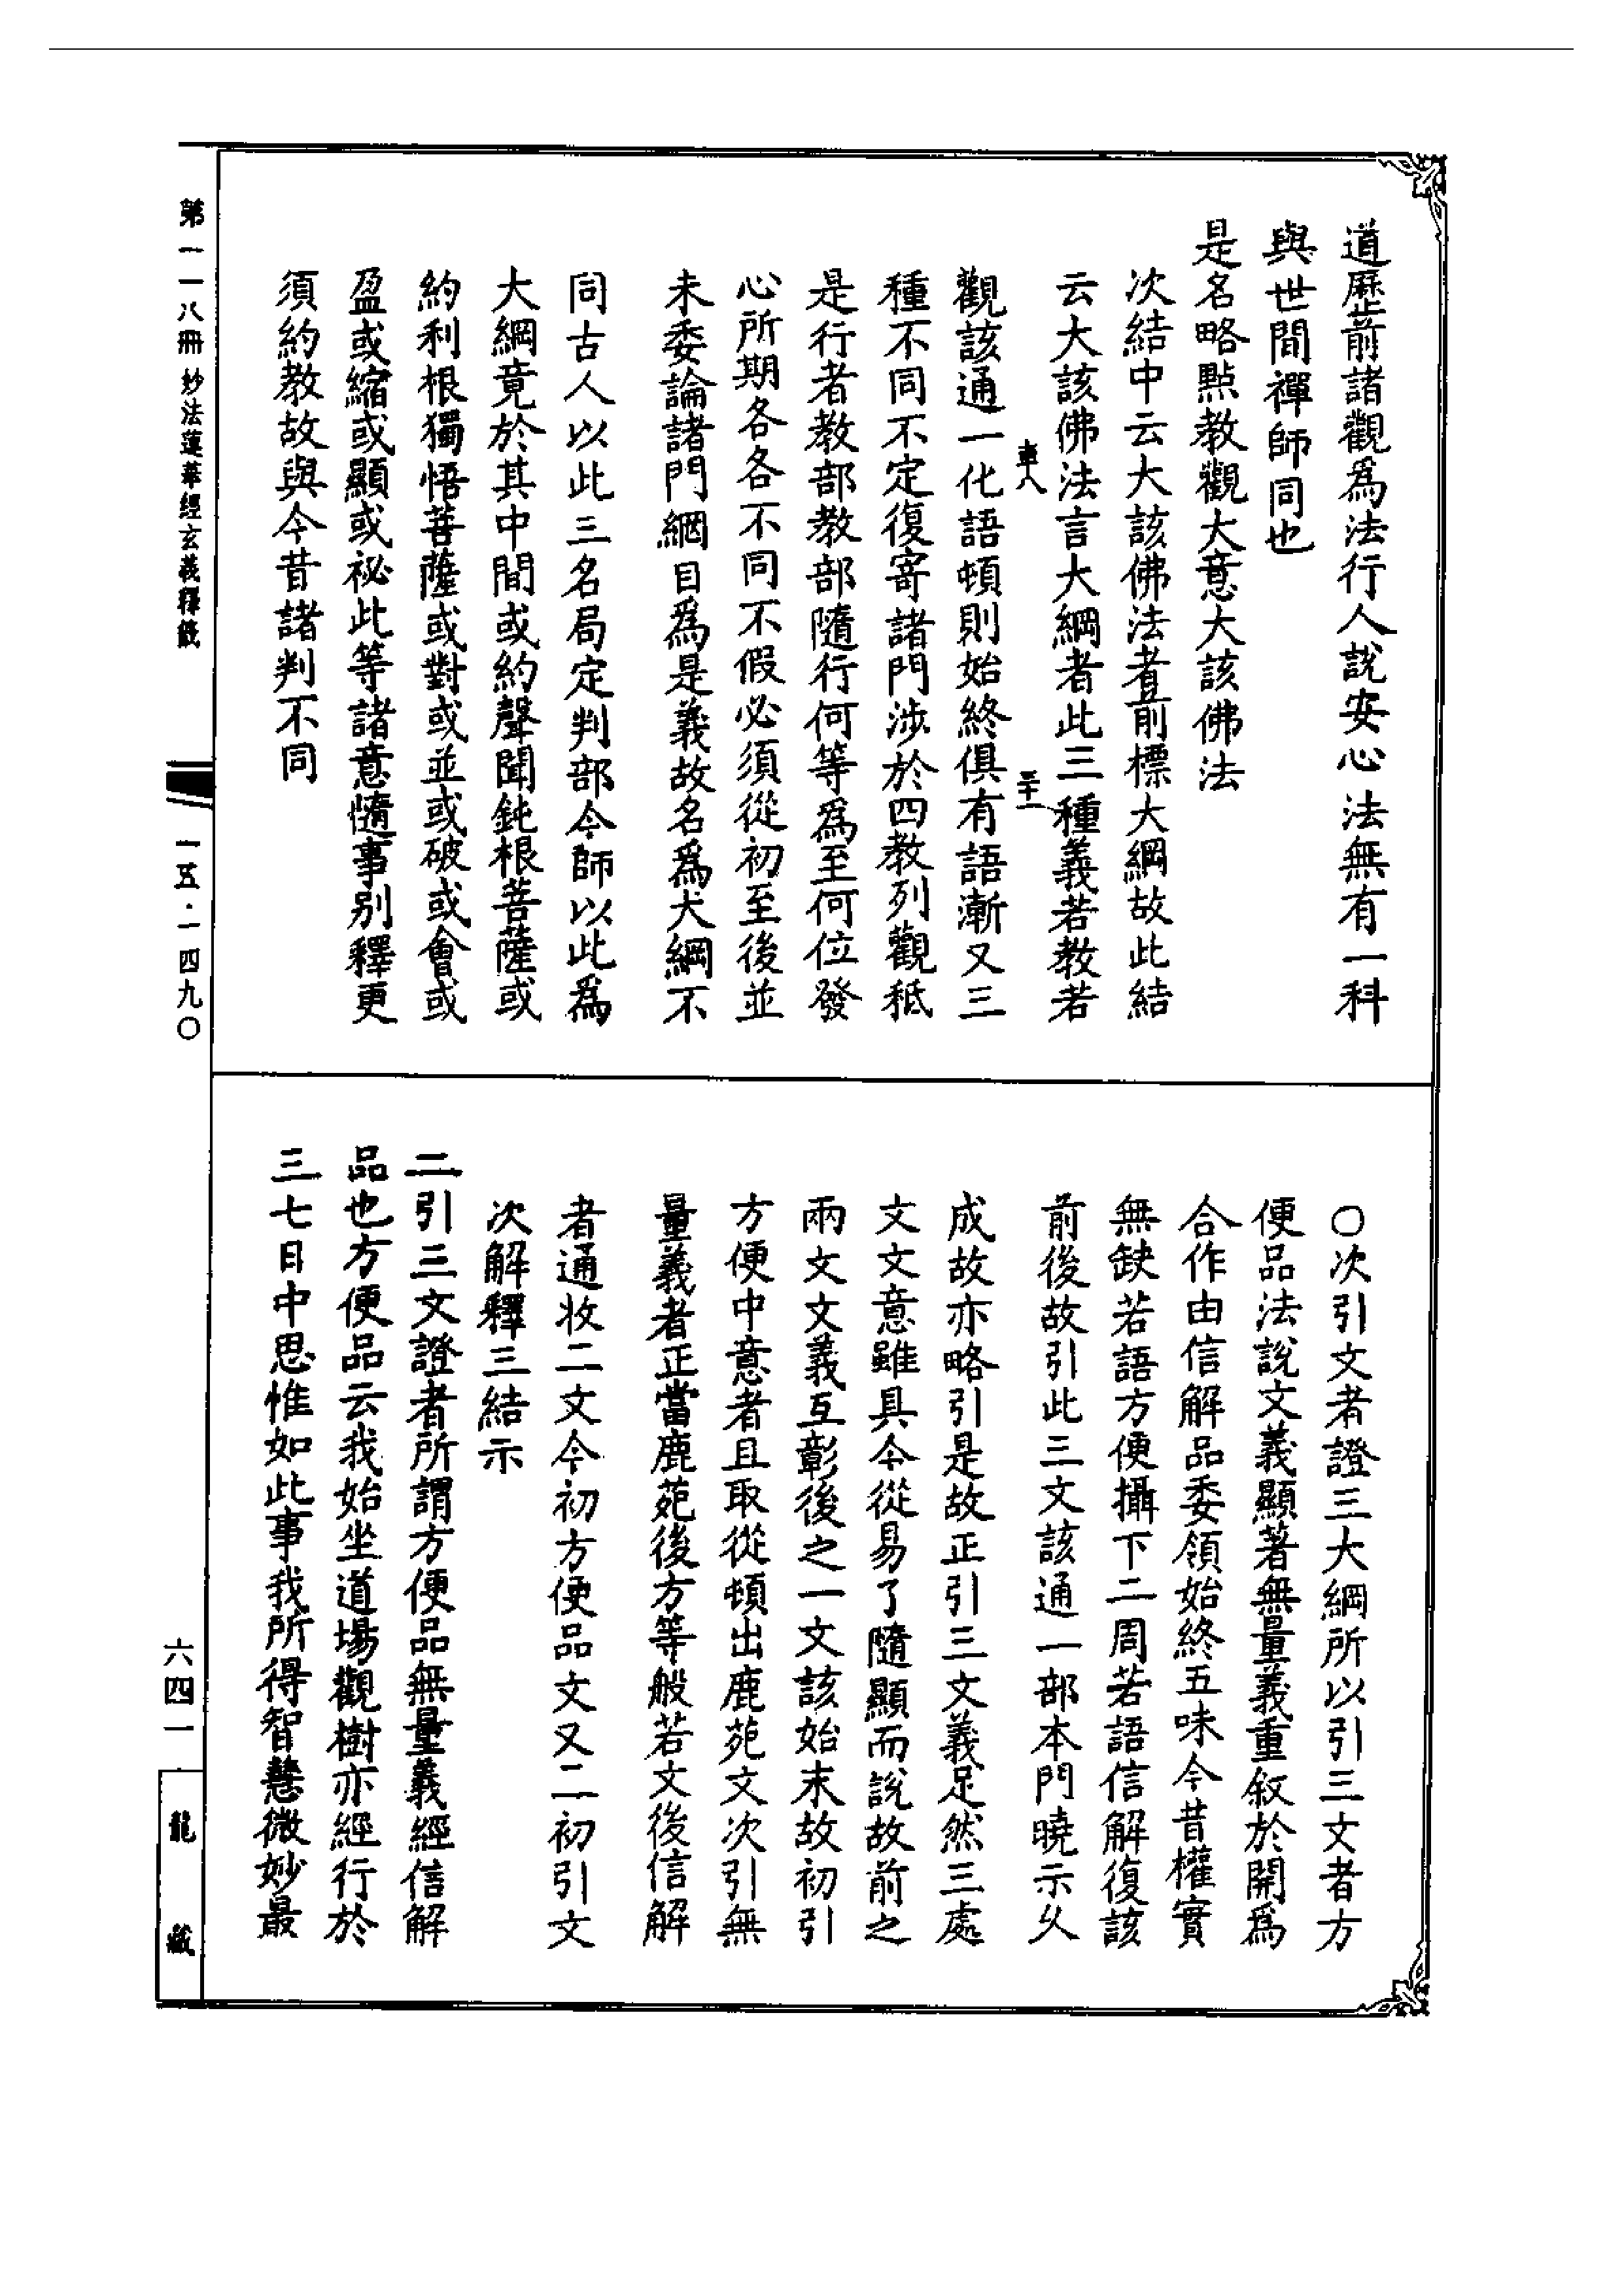 道歷前諸觀爲法行人說安心法無有一科
與世間禪師同也
是名略點教觀大意大該佛法
次結中云大該佛法者前標大綱故此結
云大該佛法言大綱者此三種義若教若
觀該通一化語頓則始終俱有語漸又三
種不同不定復寄諸門涉於四教列觀秖
是行者教部教部隨行何等爲至何位發
心所期各各不同不假必須從初至後並
未委論諸門綱目爲是義故名爲大綱不
同古人以此三名局定判部今師以此爲
大綱竟於其中間或約聲聞鈍根菩薩或
約利根獨悟菩薩或對或並或破或會或
盈或縮或顯或祕此等諸意隨事別釋更
須約教故與今昔諸判不同
第一一八冊 妙法蓮華經玄義釋籤
一五·一四九〇
〇次引文者證三大綱所以引三文者方
便品法說文義顯著無量義重敘於開爲
合作由信解品委領始終五味今昔權實
無缺若語方便攝下二周若語信解復該
前後故引此三文該通一部本門曉示久
成故亦略引是故正引三文義足然三處
文文意雖具今從易了隨顯而說故前之
兩文文義互彰後之一文該始末故初引
方便中意者且取從頓出鹿苑文次引無
量義者正當鹿苑後方等般若文後信解
者通收二文今初方便品文又二初引文
次解釋三結示
二引三文證者所謂方便品無量義經信解
品也方便品云我始坐道場觀樹亦經行於
三七日中思惟如此事我所得智慧微妙最
六四一
龍藏